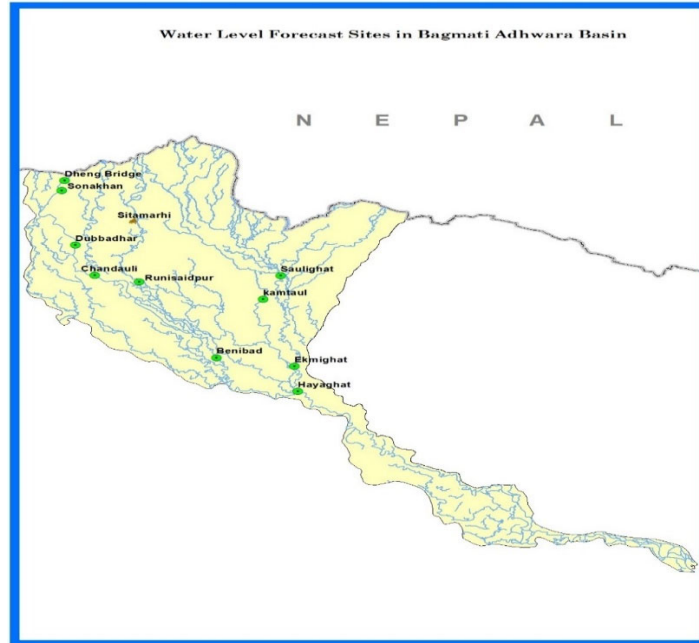 Water Level Forecast Sites in Bagmati Adhwara Basin
N E P A L
Dheng Bridge
Sonakhan
Sitamarhi
Dubbadhar
Chandauli
Runisaidpur
Saulighat
kamtaul
Benibad
Ekmighat
Hayaghat